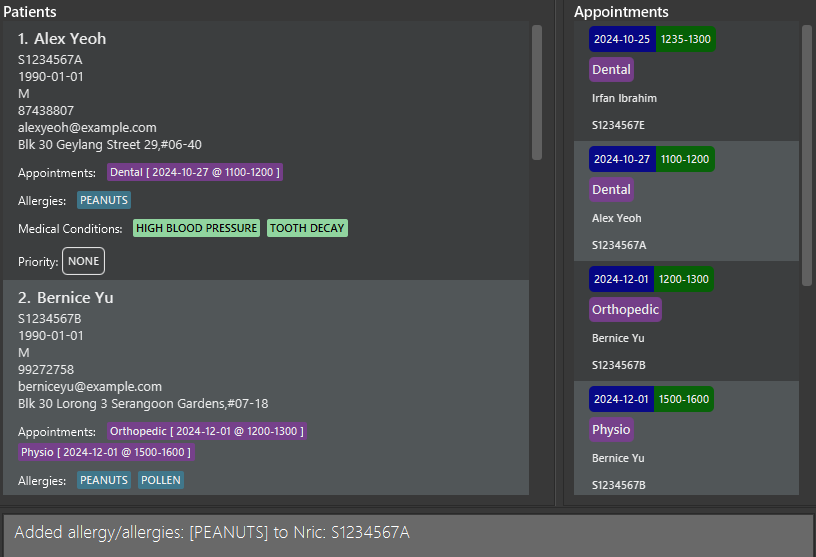 Patients
1. Alex Yeoh
S1234567A
1990-01-01
M
87438807
alexyeoh@example.com
Blk 30 Geylang Street 29,#06-40
Appointments: Dental [ 2024-10-27 @ 1100-1200 ]
Allergies: PEANUTS
Medical Conditions: HIGH BLOOD PRESSURE TOOTH DECAY
Priority: NONE
2. Bernice Yu
S1234567B
1990-01-01
M
99272758
berniceyu@example.com
Blk 30 Lorong 3 Serangoon Gardens,#07-18
Appointments: Orthopedic [ 2024-12-01 @ 1200-1300 ]
Physio [ 2024-12-01 @ 1500-1600 ]
Allergies: PEANUTS POLLEN
Appointments
2024-10-25 1235-1300
Dental
Irfan Ibrahim
S1234567E
2024-10-27 1100-1200
Dental
Alex Yeoh
S1234567A
2024-12-01 1200-1300
Orthopedic
Bernice Yu
S1234567B
2024-12-01 1500-1600
Physio
Bernice Yu
S1234567B
Added allergy/allergies: [PEANUTS] to Nric: S1234567A